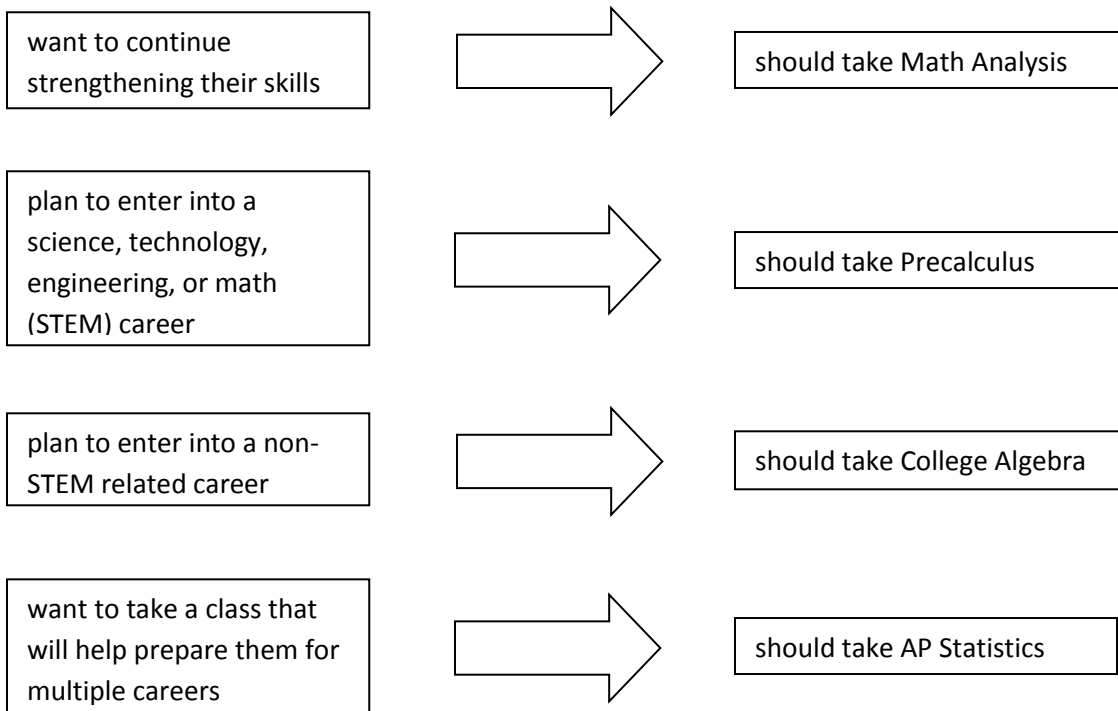 want to continue
strengthening their skills
should take Math Analysis
plan to enter into a
science, technology,
engineering, or math
(STEM) career
should take Precalculus
plan to enter into a non-
STEM related career
should take College Algebra
want to take a class that
will help prepare them for
multiple careers
should take AP Statistics